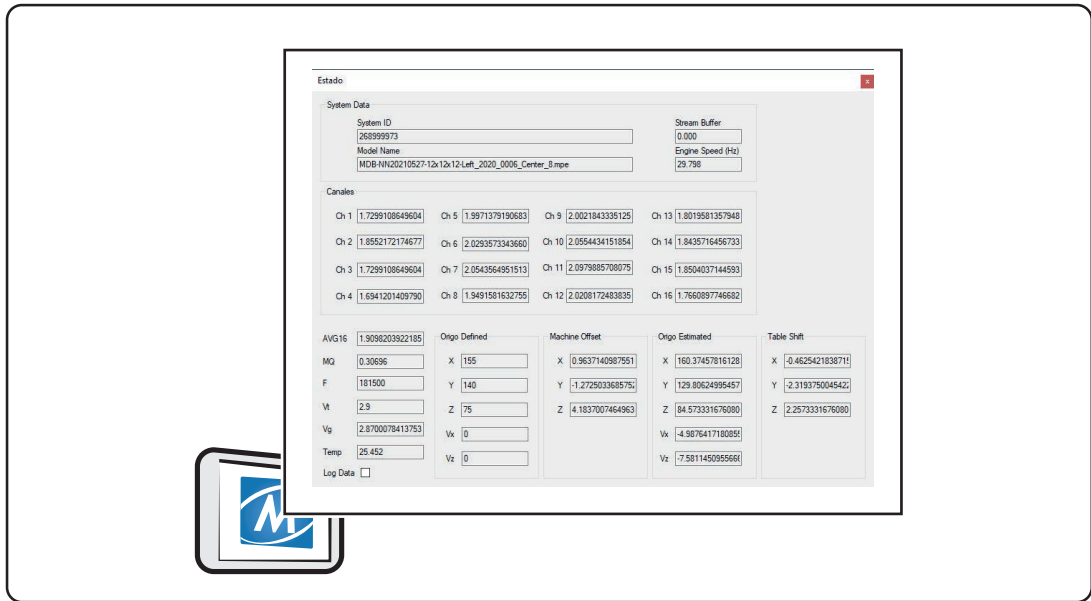 Estado
x
System Data
System ID Stream Buffer
268999973 0.000
Model Name Engine Speed (Hz)
MDB-NN20210527-12x12x12-Left_2020_0006_Center_8.mpe 29.798
Canales
Ch 1 1.7299108649604 Ch 5 1.9971379190683 Ch 9 2.0021843335125 Ch 13 1.8019581357948
Ch 2 1.8552172174677 Ch 6 2.0293573343660 Ch 10 2.0554434151854 Ch 14 1.8435716456733
Ch 3 1.7299108649604 Ch 7 2.0543564951513 Ch 11 2.0979885708075 Ch 15 1.8504037144593
Ch 4 1.6941201409790 Ch 8 1.9491581632755 Ch 12 2.0208172483835 Ch 16 1.7660897746682
AVG16 1.9098203922185 Origo Defined Machine Offset Origo Estimated Table Shift
MQ 0.30696 X 155 X 0.9637140987551 X 160.37457816128 X -0.462542183871
F 181500 Y 140 Y -1.272503368575 Y 129.80624995457 Y -2.319375004542
Vt 2.9 Z 75 Z 4.1837007464963 Z 84.573331676080 Z 2.2573331676080
Vg 2.8700078413753 Vx 0 Vx -4.987641718085
Temp 25.452 Vz 0 Vz -7.581145095566
Log Data
M